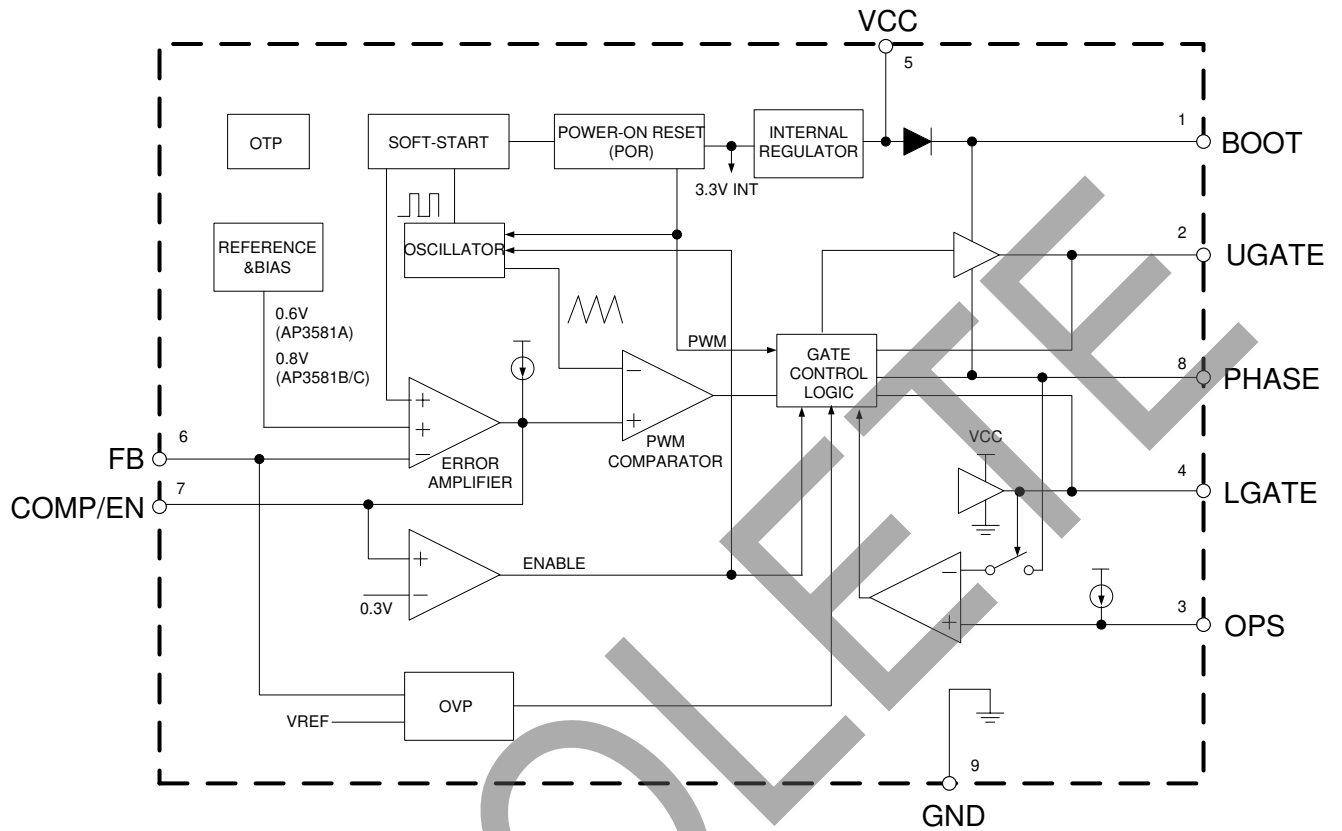 VCC
5
OTP
SOFT-START
POWER-ON RESET
(POR)
INTERNAL
REGULATOR
1
BOOT
3.3V INT
REFERENCE
&BIAS
OSCILLATOR
2
UGATE
0.6V
(AP3581A)
0.8V
(AP3581B/C)
PWM
GATE
CONTROL
LOGIC
8
PHASE
+
+
−
ERROR
AMPLIFIER
−
+
PWM
COMPARATOR
6
FB
7
COMP/EN
VCC
4
LGATE
+
−
ENABLE
0.3V
−
+
3
OPS
OVP
VREF
9
GND
OLETE